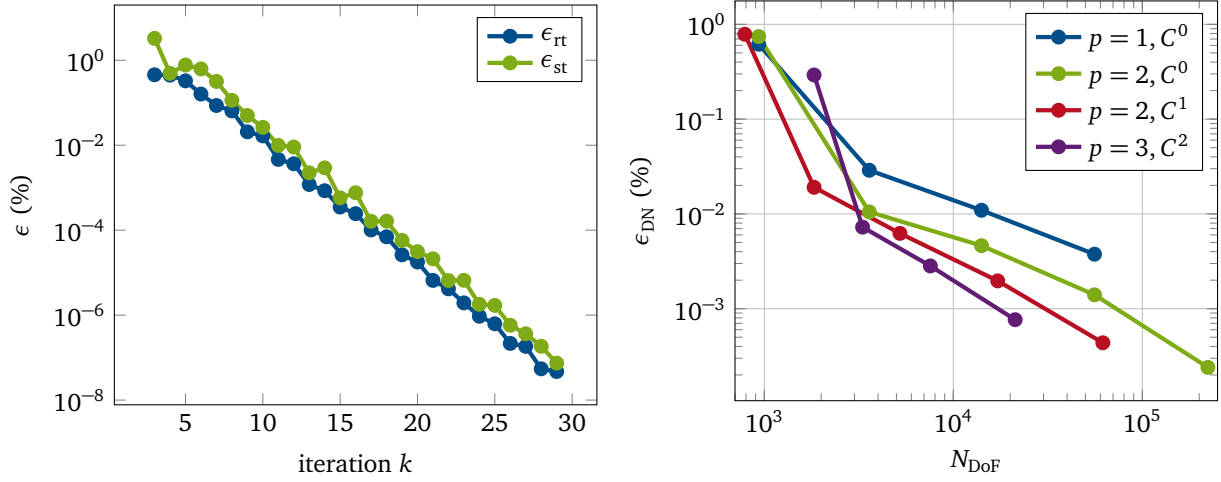 10^0
10^{-2}
10^{-4}
10^{-6}
10^{-8}
ϵ (%)
5 10 15 20 25 30
iteration k
ϵ_rt
ϵ_st
10^0
10^{-1}
10^{-2}
10^{-3}
ϵ_DN (%)
10^3 10^4 10^5
N_DoF
p = 1, C^0
p = 2, C^0
p = 2, C^1
p = 3, C^2